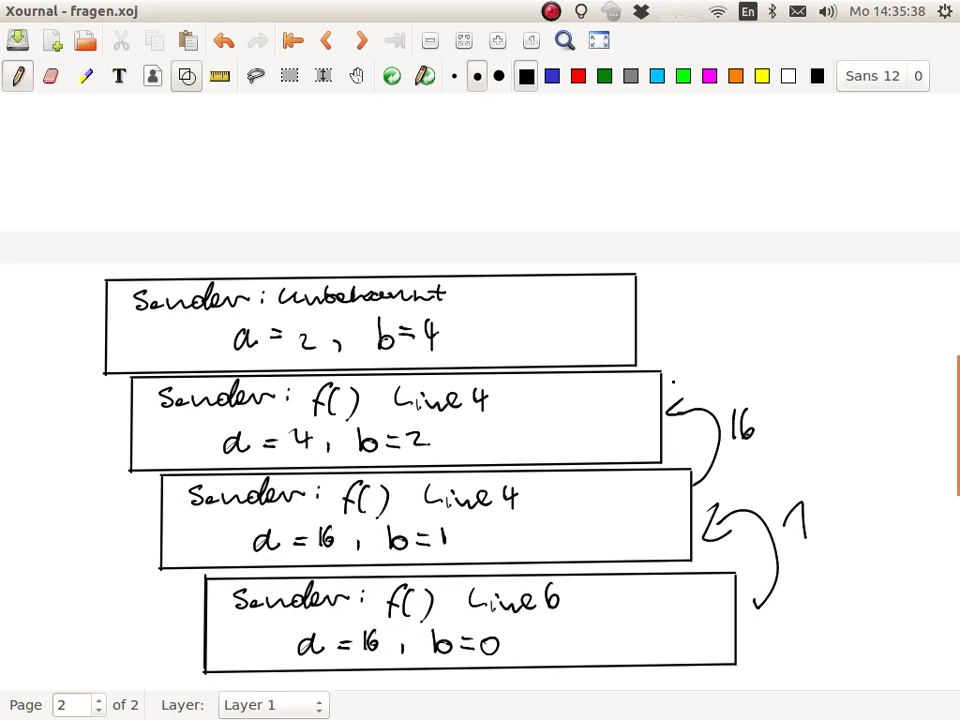 Xournal - fragen.xoj
En
Mo 14:35:38
Sans 12 0
Sender: unbekannt
a = 2, b = 4
Sender: f() Line 4
a = 4, b = 2
16
Sender: f() Line 4
a = 16, b = 1
1
Sender: f() Line 6
a = 16, b = 0
Page 2 of 2 Layer: Layer 1